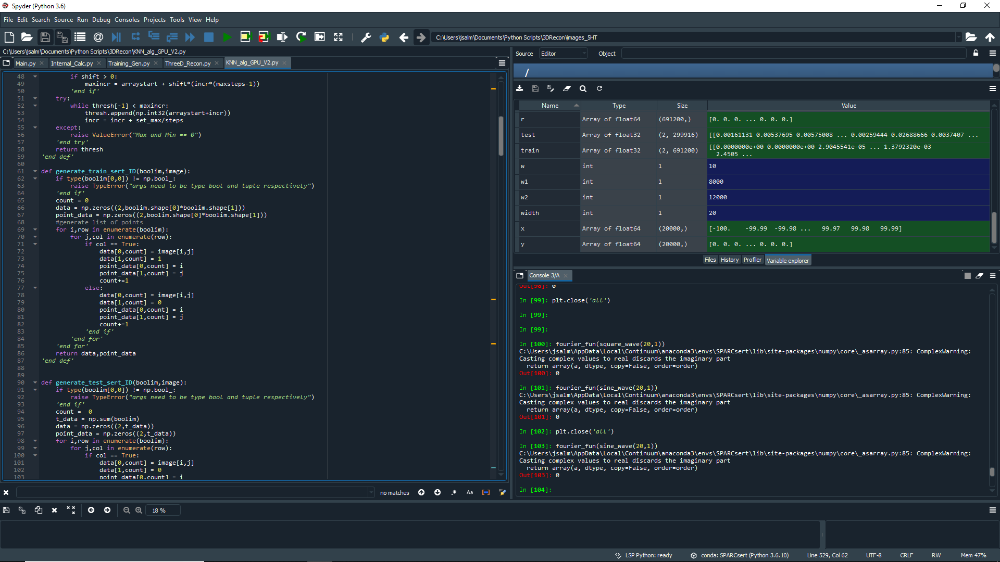 Spyder (Python 3.6)
File Edit Search Source Run Debug Consoles Projects Tools View Help
C:\Users\jsalm\Documents\Python Scripts\3DRecon\images_5HT
C:\Users\jsalm\Documents\Python Scripts\3DRecon\KNN_alg_GPU_V2.py
Main.py Internal_Calc.py Training_Gen.py ThreeD_Recon.py KNN_alg_GPU_V2.py
48 if shift > 0:
49 maxincr = arraystart + shift*(incr*(maxsteps-1))
50 'end if'
51 try:
52 while thresh[-1] < maxincr:
53 thresh.append(np.int32(arraystart+incr))
54 incr = incr + set_max/steps
55 except:
56 raise ValueError("Max and Min == 0")
57 'end try'
58 return thresh
59 'end def'
60
61 def generate_train_sert_ID(boolim,image):
62 if type(boolim[0,0]) != np.bool_:
63 raise TypeError("args need to be type bool and tuple respectively")
64 'end if'
65 count = 0
66 data = np.zeros((2,boolim.shape[0]*boolim.shape[1]))
67 point_data = np.zeros((2,boolim.shape[0]*boolim.shape[1]))
68 #generate list of points
69 for i,row in enumerate(boolim):
70 for j,col in enumerate(row):
71 if col == True:
72 data[0,count] = image[i,j]
73 data[1,count] = 1
74 point_data[0,count] = i
75 point_data[1,count] = j
76 count+=1
77 else:
78 data[0,count] = image[i,j]
79 data[1,count] = 0
80 point_data[0,count] = i
81 point_data[1,count] = j
82 count+=1
83 'end if'
84 'end for'
85 'end for'
86 return data,point_data
87 'end def'
88
89
90 def generate_test_sert_ID(boolim,image):
91 if type(boolim[0,0]) != np.bool_:
92 raise TypeError("args need to be type bool and tuple respectively")
93 'end if'
94 count =  0
95 t_data = np.sum(boolim)
96 data = np.zeros((2,t_data))
97 point_data = np.zeros((2,t_data))
98 for i,row in enumerate(boolim):
99 for j,col in enumerate(row):
100 if col == True:
101 data[0,count] = image[i,j]
102 data[1,count] = 0
103 point_data[0,count] = i
no matches Aa
18 %
Source Editor Object
/
Name Type Size Value
r Array of float64 (691200,) [0. 0. 0. ... 0. 0. 0.]
test Array of float32 (2, 299916) [[0.00161131 0.00537695 0.00575008 ... 0.00259444 0.02688666 0.0037407 ...
train Array of float32 (2, 691200) [[0.0000000e+00 0.0000000e+00 2.9045541e-05 ... 1.3792320e-03
2.4505 ...
w int 1 10
w1 int 1 8000
w2 int 1 12000
width int 1 20
x Array of float64 (20000,) [-100. -99.99 -99.98 ... 99.97 99.98 99.99]
y Array of float64 (20000,) [0. 0. 0. ... 0. 0. 0.]
Files History Profiler Variable explorer
Console 3/A
Out[98]: 0
In [99]: plt.close('all')
In [99]:
In [99]:
In [100]: fourier_fun(square_wave(20,1))
C:\Users\jsalm\AppData\Local\Continuum\anaconda3\envs\SPARCsert\lib\site-packages\numpy\core\_asarray.py:85: ComplexWarning:
Casting complex values to real discards the imaginary part
return array(a, dtype, copy=False, order=order)
Out[100]: 0
In [101]: fourier_fun(sine_wave(20,1))
C:\Users\jsalm\AppData\Local\Continuum\anaconda3\envs\SPARCsert\lib\site-packages\numpy\core\_asarray.py:85: ComplexWarning:
Casting complex values to real discards the imaginary part
return array(a, dtype, copy=False, order=order)
Out[101]: 0
In [102]: plt.close('all')
In [103]: fourier_fun(sine_wave(20,1))
C:\Users\jsalm\AppData\Local\Continuum\anaconda3\envs\SPARCsert\lib\site-packages\numpy\core\_asarray.py:85: ComplexWarning:
Casting complex values to real discards the imaginary part
return array(a, dtype, copy=False, order=order)
Out[103]: 0
In [104]:
LSP Python: ready conda: SPARCsert (Python 3.6.10) Line 529, Col 62 UTF-8 CRLF RW Mem 47%